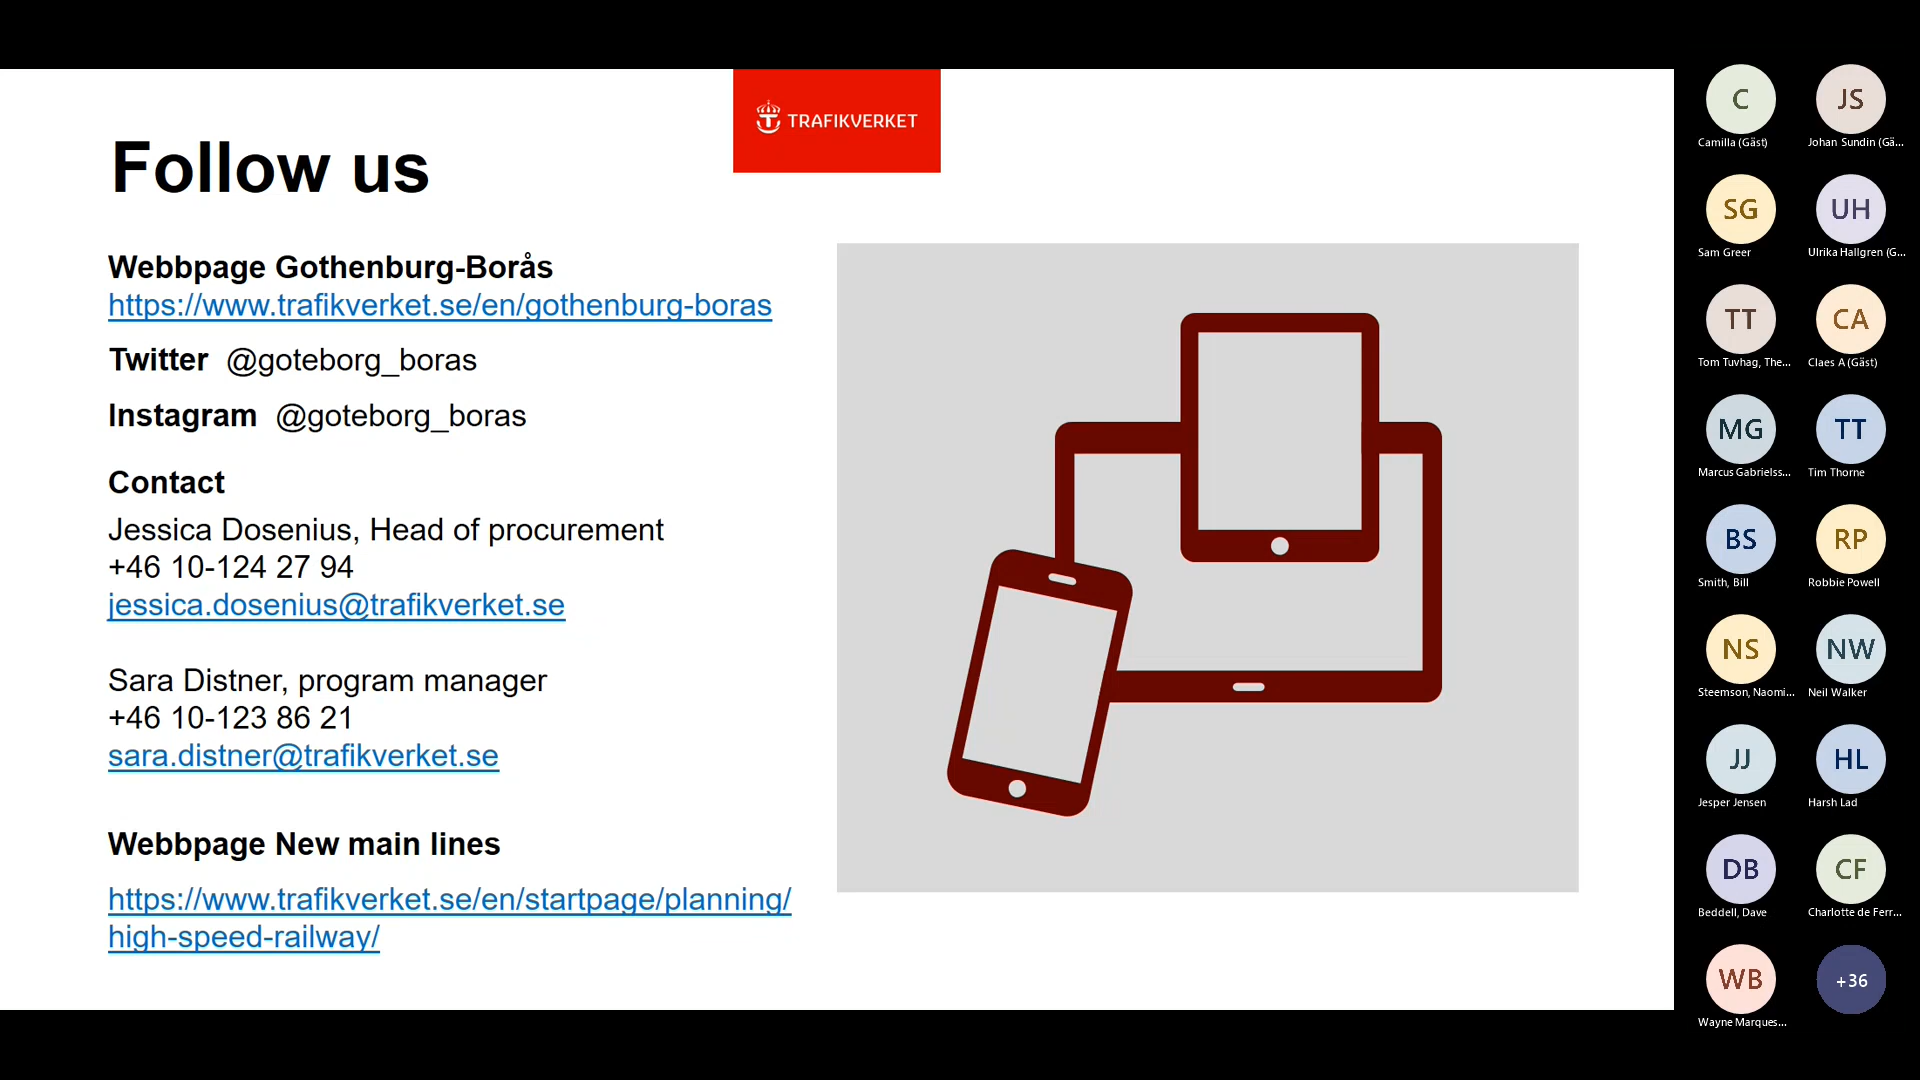 TRAFIKVERKET
Follow us
Webbpage Gothenburg-Borås
https://www.trafikverket.se/en/gothenburg-boras
Twitter @goteborg_boras
Instagram @goteborg_boras
Contact
Jessica Dosenius, Head of procurement
+46 10-124 27 94
jessica.dosenius@trafikverket.se
Sara Distner, program manager
+46 10-123 86 21
sara.distner@trafikverket.se
Webbpage New main lines
https://www.trafikverket.se/en/startpage/planning/
high-speed-railway/
C JS
Camilla (Gäst) Johan Sundin (Gä...
SG UH
Sam Greer Ulrika Hallgren (G...
TT CA
Tom Tuvhag, The... Claes A (Gäst)
MG TT
Marcus Gabrielss... Tim Thorne
BS RP
Smith, Bill Robbie Powell
NS NW
Steemson, Naomi... Neil Walker
JJ HL
Jesper Jensen Harsh Lad
DB CF
Beddell, Dave Charlotte de Ferr...
WB +36
Wayne Marques...